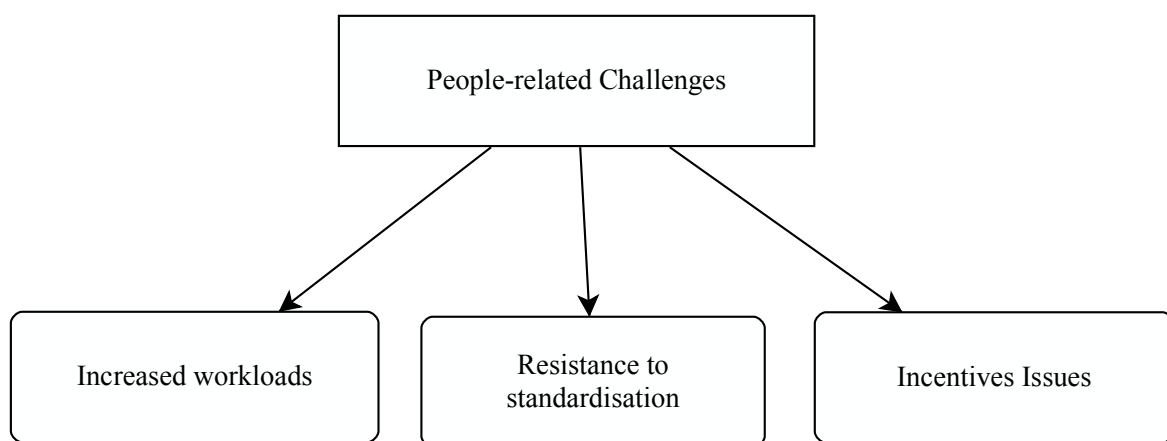 People-related Challenges
Increased workloads
Resistance to
standardisation
Incentives Issues